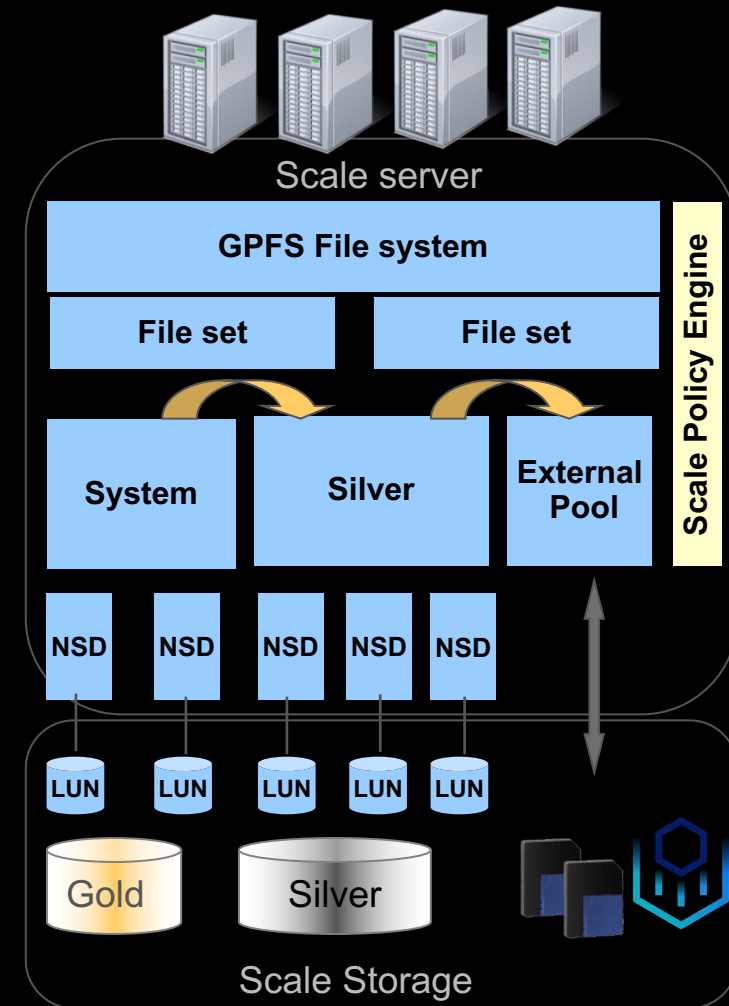 Scale server
GPFS File system
Scale Policy Engine
File set
File set
System
Silver
External
Pool
NSD
NSD
NSD
NSD
NSD
LUN
LUN
LUN
LUN
LUN
Gold
Silver
Scale Storage